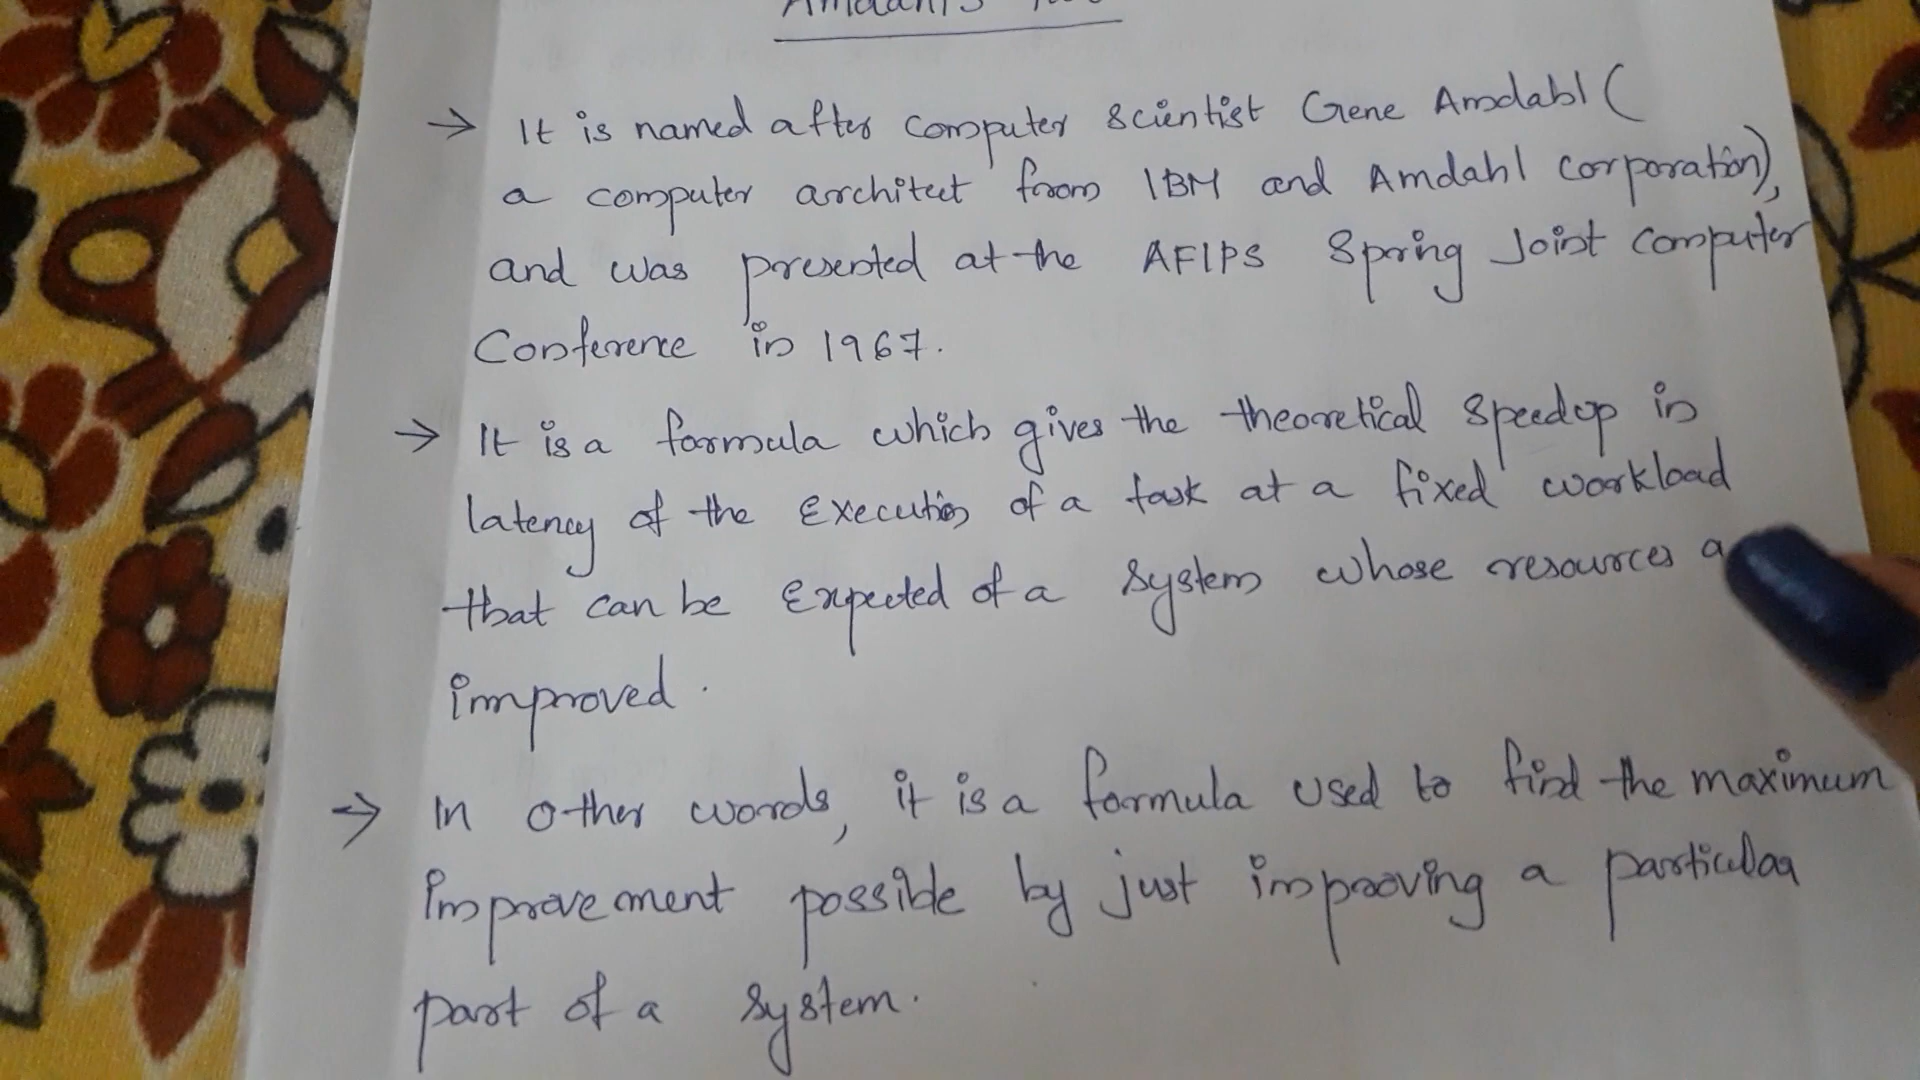 Amdahl's
→ It is named after computer scientist Gene Amdahl (
a computer architect from IBM and Amdahl corporation),
and was presented at the AFIPS Spring Joint Computer
Conference in 1967.
→ It is a formula which gives the theoretical speedup in
latency of the execution of a task at a fixed workload
that can be expected of a system whose resources a
improved.
→ In other words, it is a formula used to find the maximum
improvement possible by just improving a particular
part of a system.